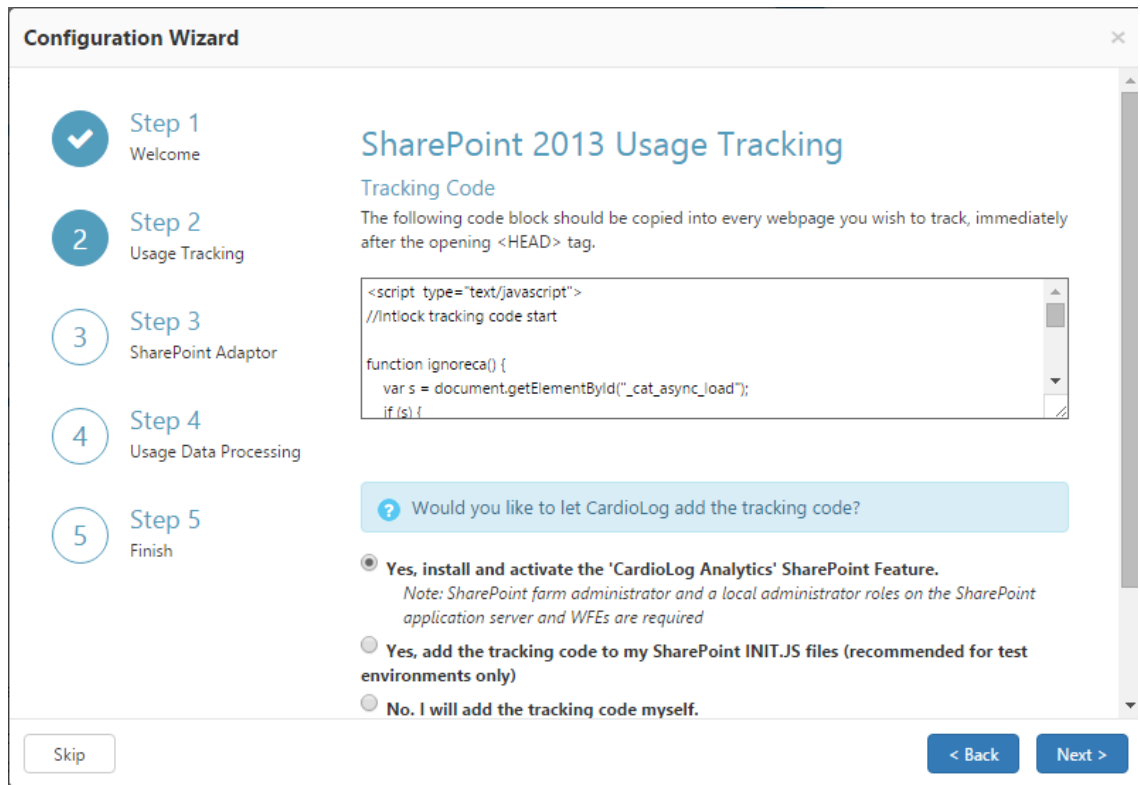 Configuration Wizard
×
Step 1
Welcome
2
Step 2
Usage Tracking
3
Step 3
SharePoint Adaptor
4
Step 4
Usage Data Processing
5
Step 5
Finish
SharePoint 2013 Usage Tracking
Tracking Code
The following code block should be copied into every webpage you wish to track, immediately
after the opening <HEAD> tag.
<script type="text/javascript">
//Intlock tracking code start
function ignoreca() {
var s = document.getElementById("_cat_async_load");
if (s) {
? Would you like to let CardioLog add the tracking code?
Yes, install and activate the 'CardioLog Analytics' SharePoint Feature.
Note: SharePoint farm administrator and a local administrator roles on the SharePoint
application server and WFEs are required
Yes, add the tracking code to my SharePoint INIT.JS files (recommended for test
environments only)
No. I will add the tracking code myself.
Skip
< Back
Next >